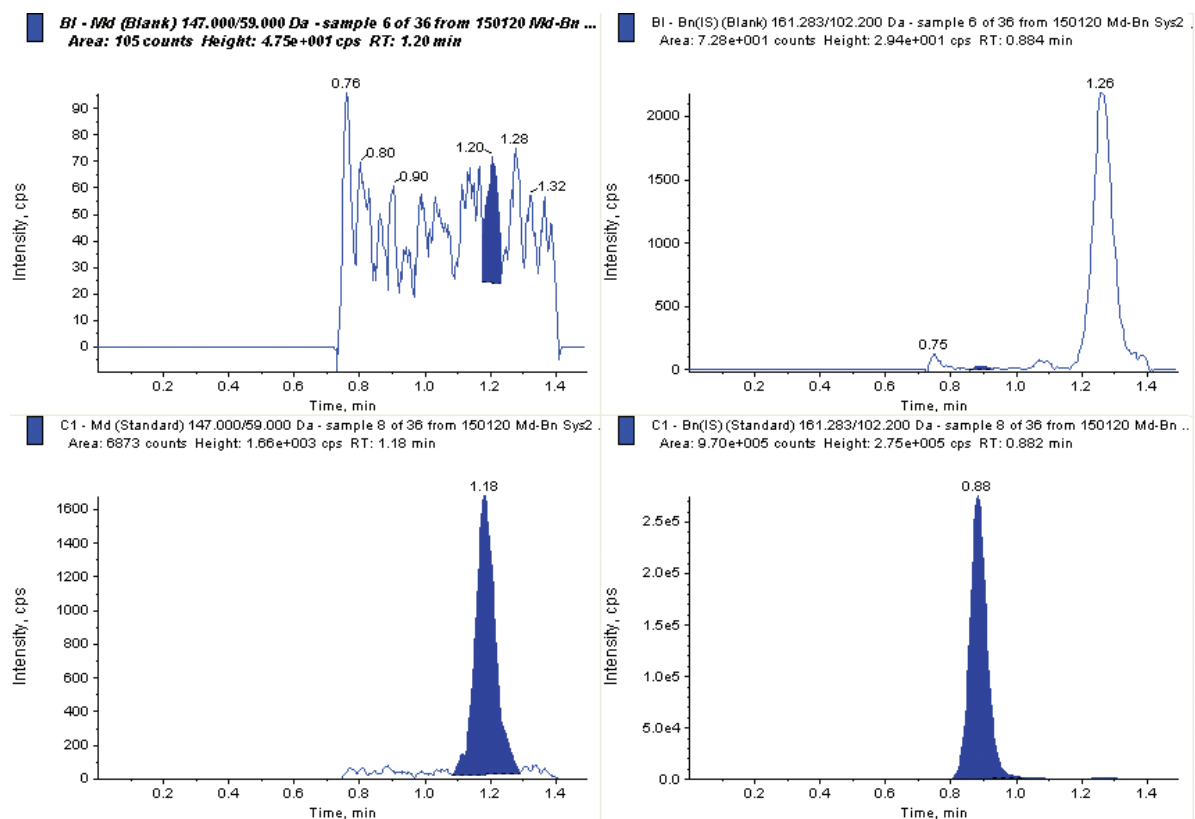 Bl - Md (Blank) 147.000/59.000 Da - sample 6 of 36 from 150120 Md-Bn ...
Area: 105 counts Height: 4.75e+001 cps RT: 1.20 min
Intensity, cps
90
80
70
60
50
40
30
20
10
0
0.76
0.80
0.90
1.20
1.28
1.32
0.2 0.4 0.6 0.8 1.0 1.2 1.4
Time, min
Bl - Bn(IS) (Blank) 161.283/102.200 Da - sample 6 of 36 from 150120 Md-Bn Sys2 ...
Area: 7.28e+001 counts Height: 2.94e+001 cps RT: 0.884 min
Intensity, cps
2000
1500
1000
500
0
0.75
1.26
0.2 0.4 0.6 0.8 1.0 1.2 1.4
Time, min
C1 - Md (Standard) 147.000/59.000 Da - sample 8 of 36 from 150120 Md-Bn Sys2 ...
Area: 6873 counts Height: 1.66e+003 cps RT: 1.18 min
Intensity, cps
1600
1400
1200
1000
800
600
400
200
0
1.18
0.2 0.4 0.6 0.8 1.0 1.2 1.4
Time, min
C1 - Bn(IS) (Standard) 161.283/102.200 Da - sample 8 of 36 from 150120 Md-Bn ...
Area: 9.70e+005 counts Height: 2.75e+005 cps RT: 0.882 min
Intensity, cps
2.5e5
2.0e5
1.5e5
1.0e5
5.0e4
0.0
0.88
0.2 0.4 0.6 0.8 1.0 1.2 1.4
Time, min